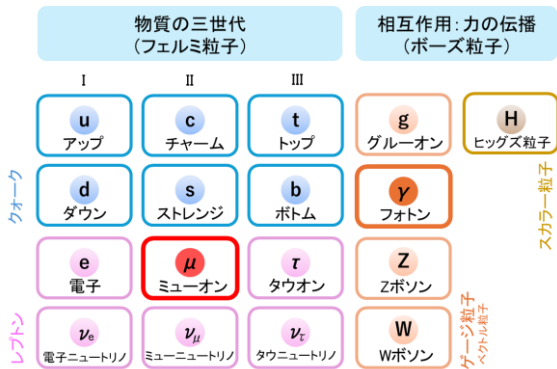 物質の三世代
（フェルミ粒子）
相互作用：力の伝播
（ボーズ粒子）
I
II
III
u
アップ
c
チャーム
t
トップ
g
グルーオン
H
ヒッグズ粒子
d
ダウン
s
ストレンジ
b
ボトム
γ
フォトン
e
電子
μ
ミューオン
τ
タウオン
Z
Zボソン
νe
電子ニュートリノ
νμ
ミューニュートリノ
ντ
タウニュートリノ
W
Wボソン
クォーク
レプトン
スカラー粒子
ゲージ粒子
ベクトル粒子